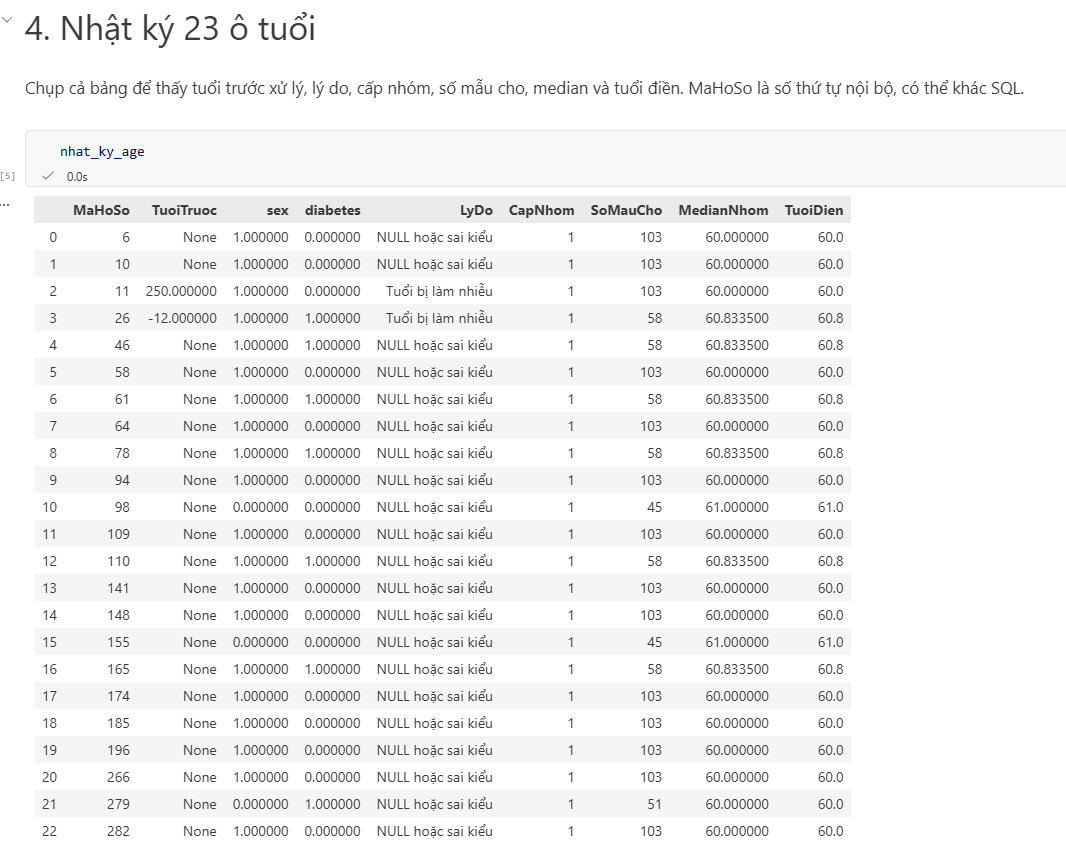 4. Nhật ký 23 ô tuổi
Chụp cả bảng để thấy tuổi trước xử lý, lý do, cấp nhóm, số mẫu cho, median và tuổi điền. MaHoSo là số thứ tự nội bộ, có thể khác SQL.
nhat_ky_age
[5] 0.0s
...
MaHoSo TuoiTruoc sex diabetes LyDo CapNhom SoMauCho MedianNhom TuoiDien
0 6 None 1.000000 0.000000 NULL hoặc sai kiểu 1 103 60.000000 60.0
1 10 None 1.000000 0.000000 NULL hoặc sai kiểu 1 103 60.000000 60.0
2 11 250.000000 1.000000 0.000000 Tuổi bị làm nhiễu 1 103 60.000000 60.0
3 26 -12.000000 1.000000 1.000000 Tuổi bị làm nhiễu 1 58 60.833500 60.8
4 46 None 1.000000 1.000000 NULL hoặc sai kiểu 1 58 60.833500 60.8
5 58 None 1.000000 0.000000 NULL hoặc sai kiểu 1 103 60.000000 60.0
6 61 None 1.000000 1.000000 NULL hoặc sai kiểu 1 58 60.833500 60.8
7 64 None 1.000000 0.000000 NULL hoặc sai kiểu 1 103 60.000000 60.0
8 78 None 1.000000 1.000000 NULL hoặc sai kiểu 1 58 60.833500 60.8
9 94 None 1.000000 0.000000 NULL hoặc sai kiểu 1 103 60.000000 60.0
10 98 None 0.000000 0.000000 NULL hoặc sai kiểu 1 45 61.000000 61.0
11 109 None 1.000000 0.000000 NULL hoặc sai kiểu 1 103 60.000000 60.0
12 110 None 1.000000 1.000000 NULL hoặc sai kiểu 1 58 60.833500 60.8
13 141 None 1.000000 0.000000 NULL hoặc sai kiểu 1 103 60.000000 60.0
14 148 None 1.000000 0.000000 NULL hoặc sai kiểu 1 103 60.000000 60.0
15 155 None 0.000000 0.000000 NULL hoặc sai kiểu 1 45 61.000000 61.0
16 165 None 1.000000 1.000000 NULL hoặc sai kiểu 1 58 60.833500 60.8
17 174 None 1.000000 0.000000 NULL hoặc sai kiểu 1 103 60.000000 60.0
18 185 None 1.000000 0.000000 NULL hoặc sai kiểu 1 103 60.000000 60.0
19 196 None 1.000000 0.000000 NULL hoặc sai kiểu 1 103 60.000000 60.0
20 266 None 1.000000 0.000000 NULL hoặc sai kiểu 1 103 60.000000 60.0
21 279 None 0.000000 1.000000 NULL hoặc sai kiểu 1 51 60.000000 60.0
22 282 None 1.000000 0.000000 NULL hoặc sai kiểu 1 103 60.000000 60.0